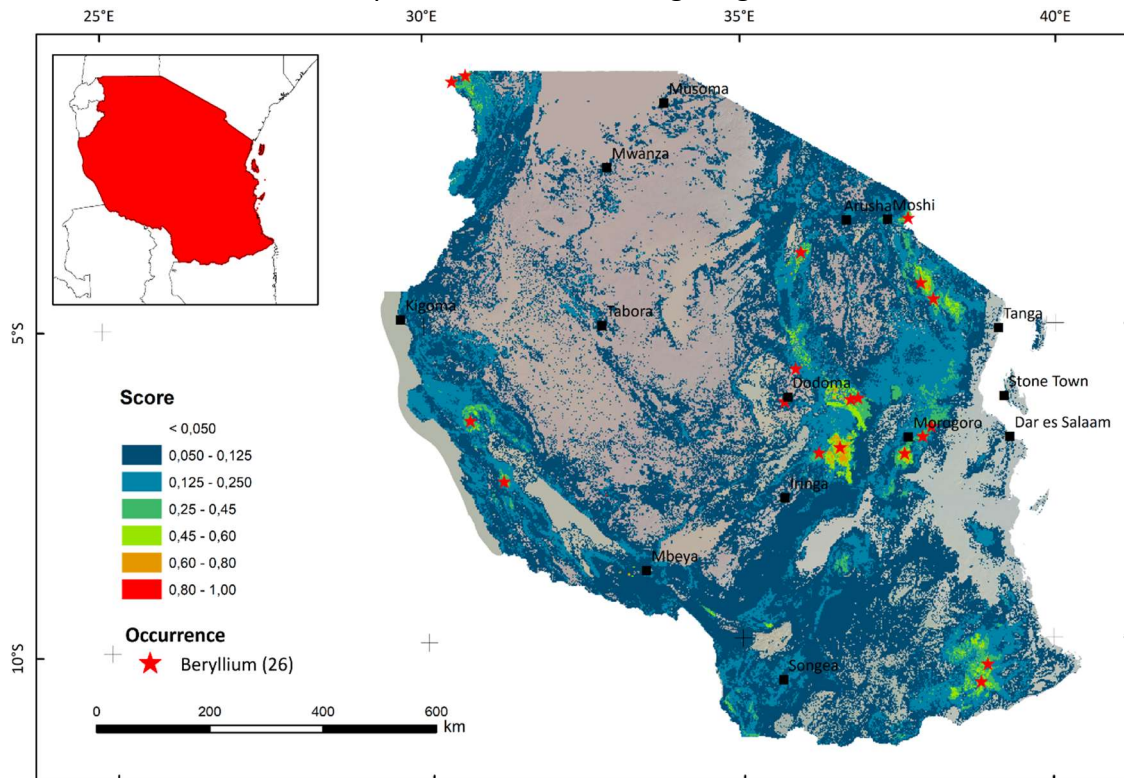 25°E 30°E 35°E 40°E
Musoma
Mwanza
Arusha Moshi
Kigoma
Tabora
Tanga
5°S
Dodoma
Stone Town
Score
< 0,050
Morogoro
Dar es Salaam
0,050 - 0,125
0,125 - 0,250
0,25 - 0,45
Iringa
0,45 - 0,60
0,60 - 0,80
Mbeya
0,80 - 1,00
Occurrence
Beryllium (26)
10°S
Songea
0 200 400 600
km